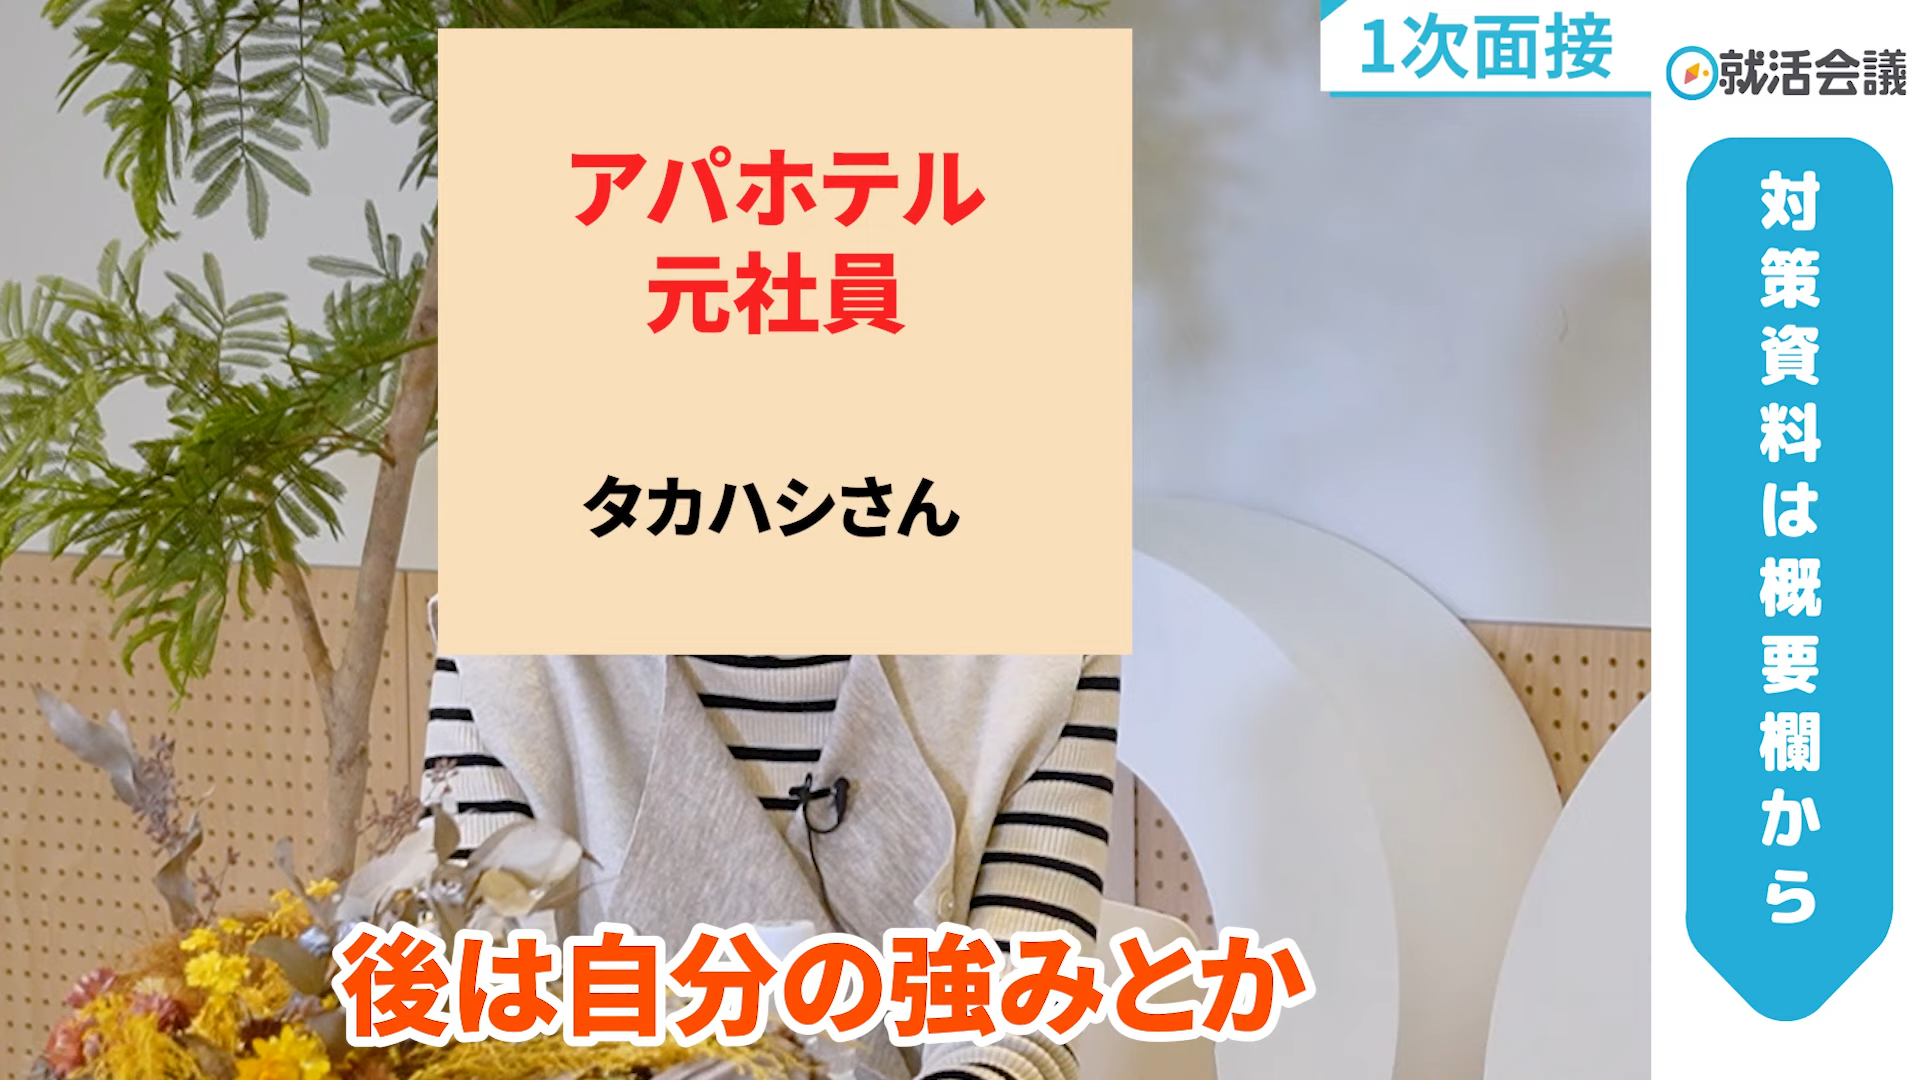 1次面接
就活会議
アパホテル
元社員
タカハシさん
対策資料は概要欄から
後は自分の強みとか